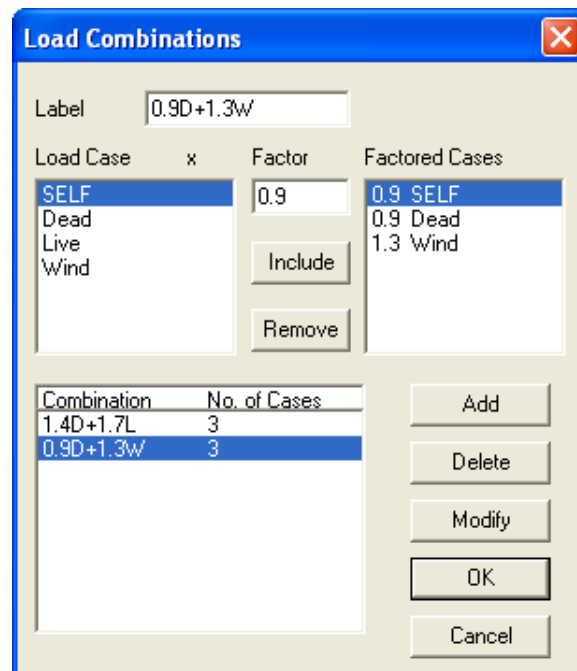 Load Combinations
Label 0.9D+1.3W
Load Case x Factor Factored Cases
SELF 0.9 0.9 SELF
Dead 0.9 Dead
Live 1.3 Wind
Wind
Include
Remove
Combination No. of Cases
1.4D+1.7L 3
0.9D+1.3W 3
Add
Delete
Modify
OK
Cancel